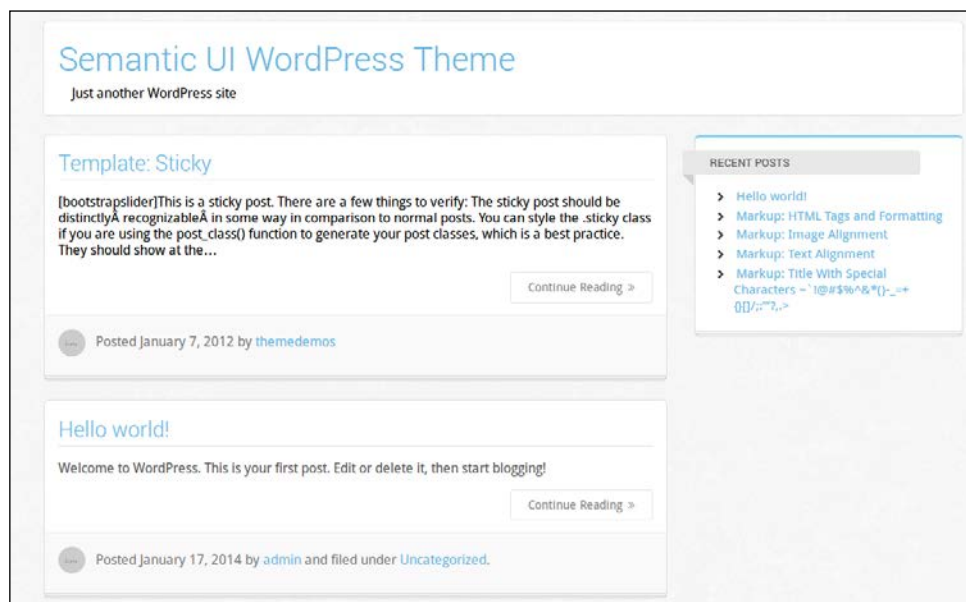 Semantic UI WordPress Theme
Just another WordPress site
Template: Sticky
[bootstrapslider]This is a sticky post. There are a few things to verify: The sticky post should be
distinctlyÂ recognizableÂ in some way in comparison to normal posts. You can style the .sticky class
if you are using the post_class() function to generate your post classes, which is a best practice.
They should show at the…
Continue Reading »
Posted January 7, 2012 by themedemos
Hello world!
Welcome to WordPress. This is your first post. Edit or delete it, then start blogging!
Continue Reading »
Posted January 17, 2014 by admin and filed under Uncategorized.
RECENT POSTS
Hello world!
Markup: HTML Tags and Formatting
Markup: Image Alignment
Markup: Text Alignment
Markup: Title With Special
Characters ~`!@#$%^&*()-_=+
{}[]/;:'"?,.>